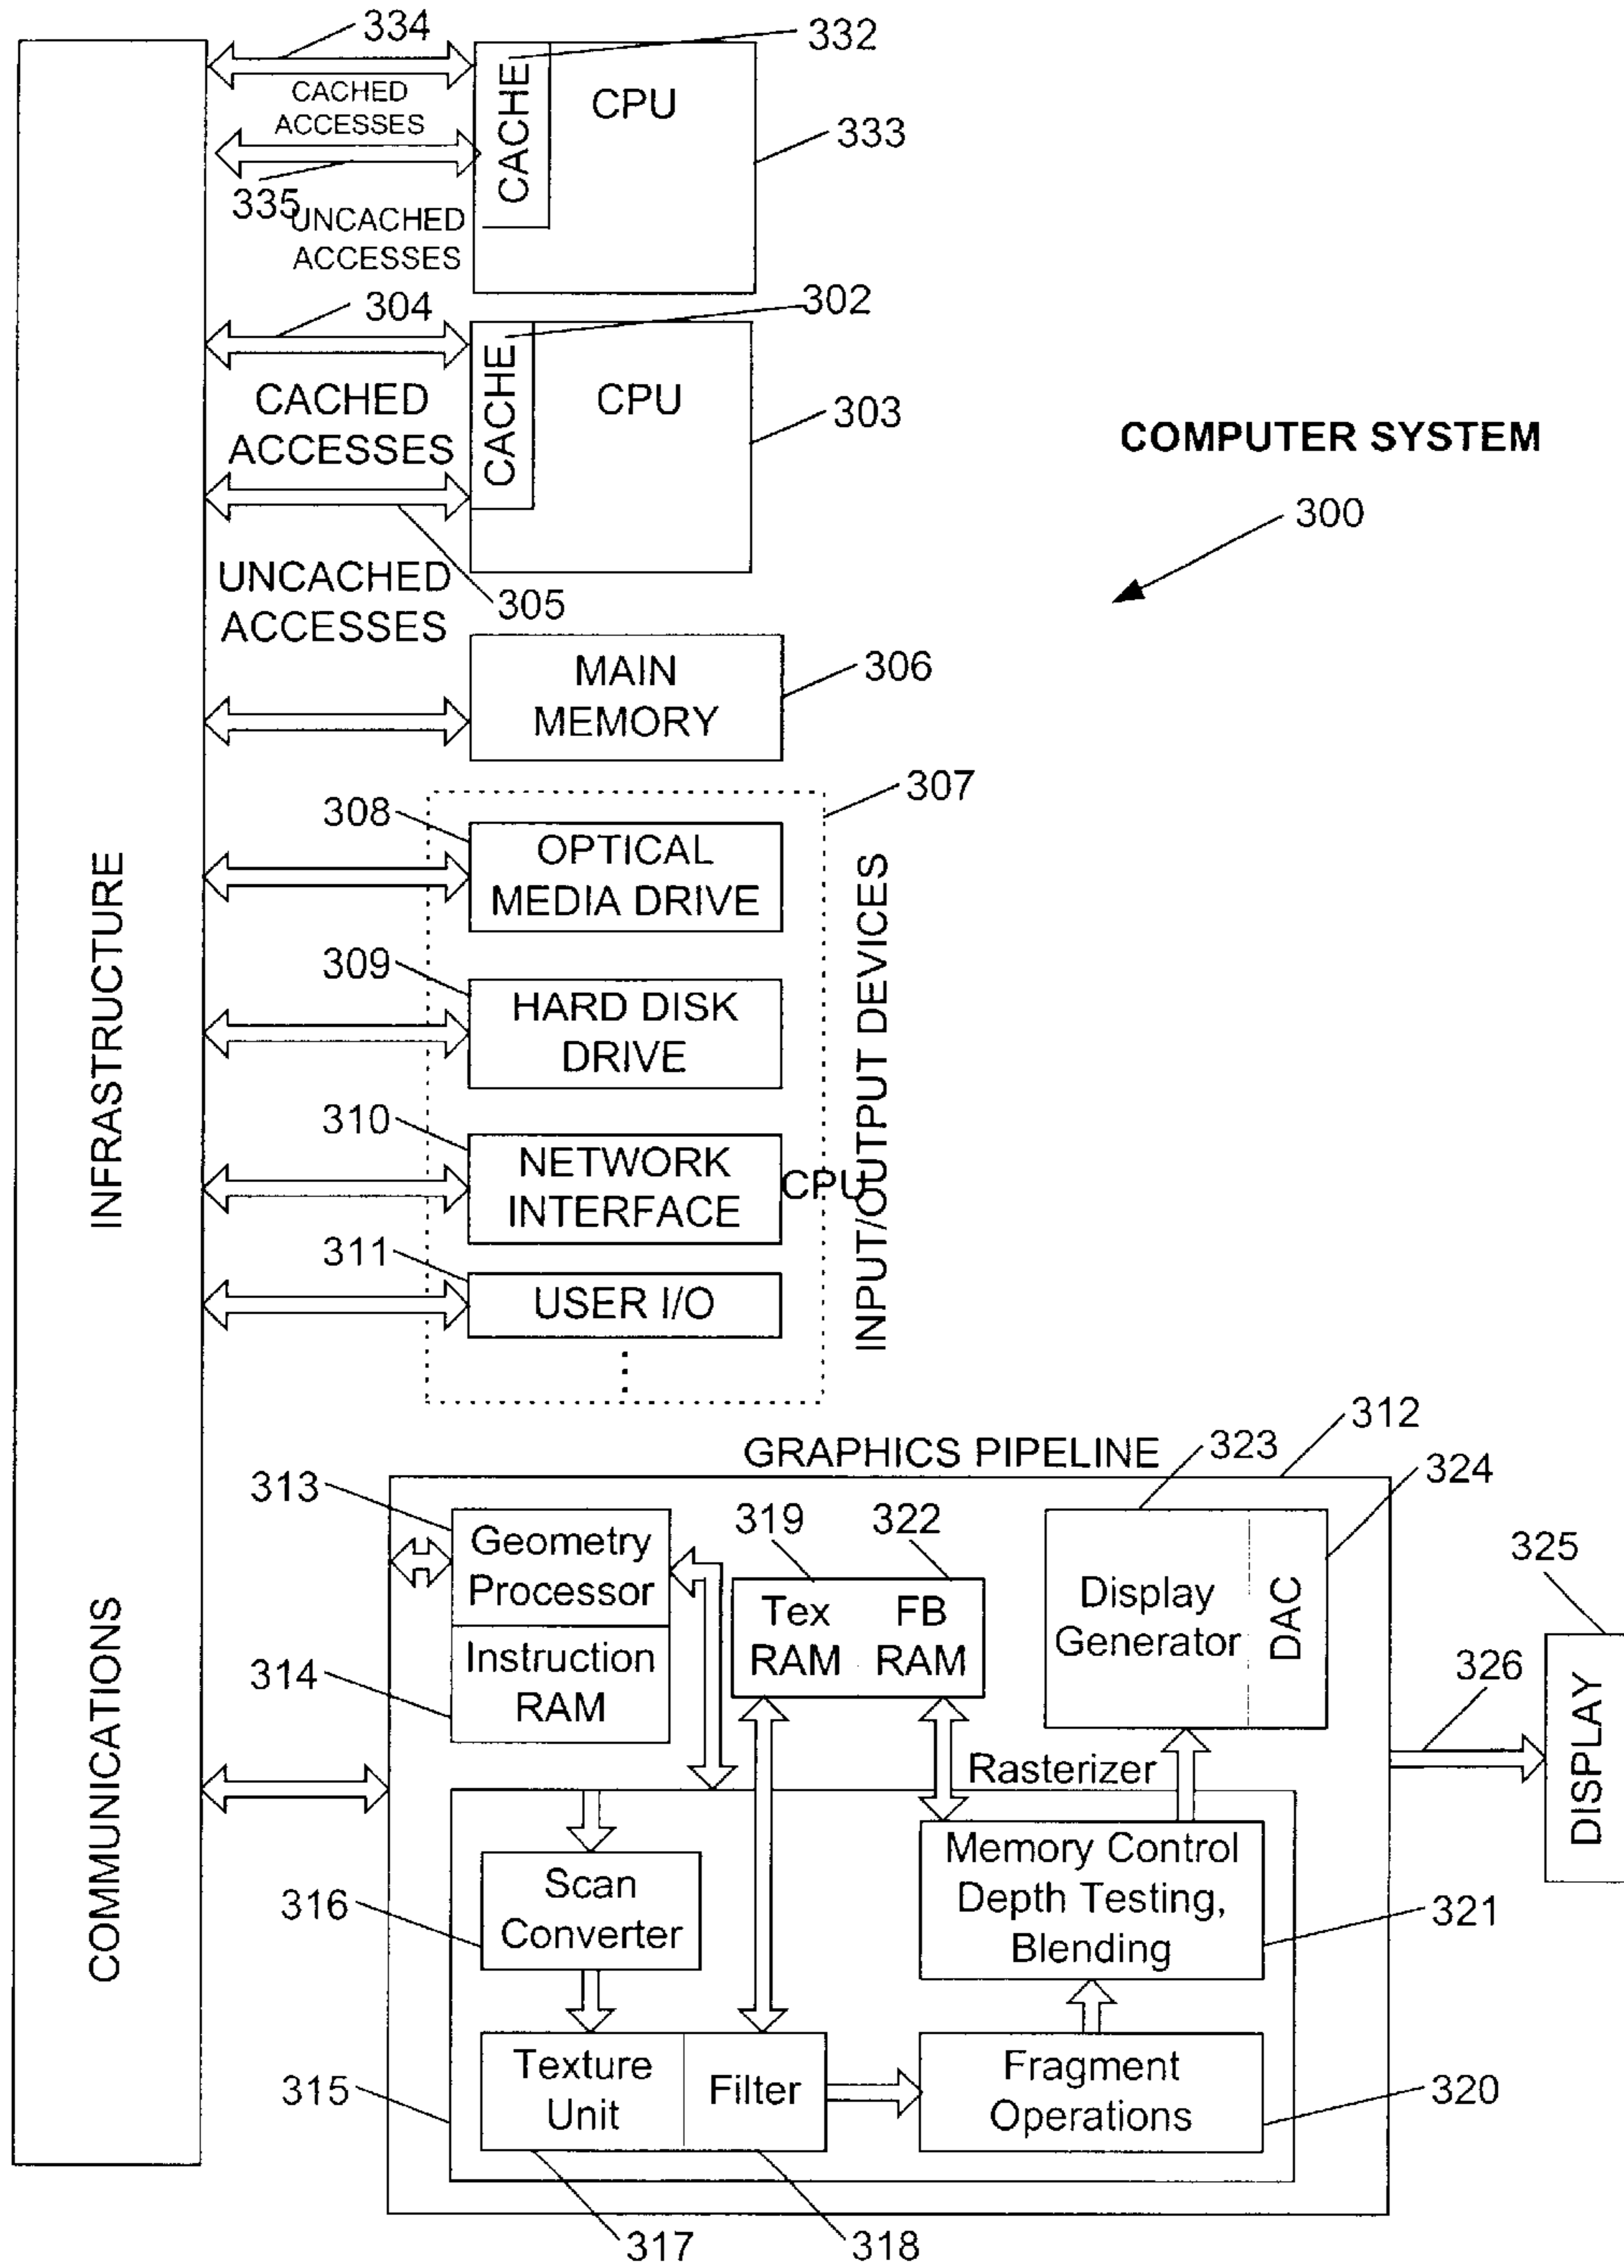 334
332
CACHED
ACCESSES
CACHE
CPU
333
335
UNCACHED
ACCESSES
304
302
CACHED
ACCESSES
CACHE
CPU
303
COMPUTER SYSTEM
300
UNCACHED
ACCESSES
305
MAIN
MEMORY
306
307
308
OPTICAL
MEDIA DRIVE
309
HARD DISK
DRIVE
310
NETWORK
INTERFACE
CPU
311
USER I/O
INPUT/OUTPUT DEVICES
COMMUNICATIONS INFRASTRUCTURE
GRAPHICS PIPELINE
312
313
Geometry
Processor
314
Instruction
RAM
319
322
Tex
RAM
FB
RAM
323
324
Display
Generator
DAC
325
326
DISPLAY
Rasterizer
316
Scan
Converter
Memory Control
Depth Testing,
Blending
321
315
Texture
Unit
Filter
Fragment
Operations
320
317
318